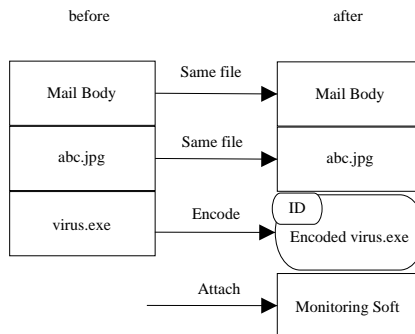 before after
Mail Body Same file Mail Body
abc.jpg Same file abc.jpg
ID
virus.exe Encode Encoded virus.exe
Attach Monitoring Soft